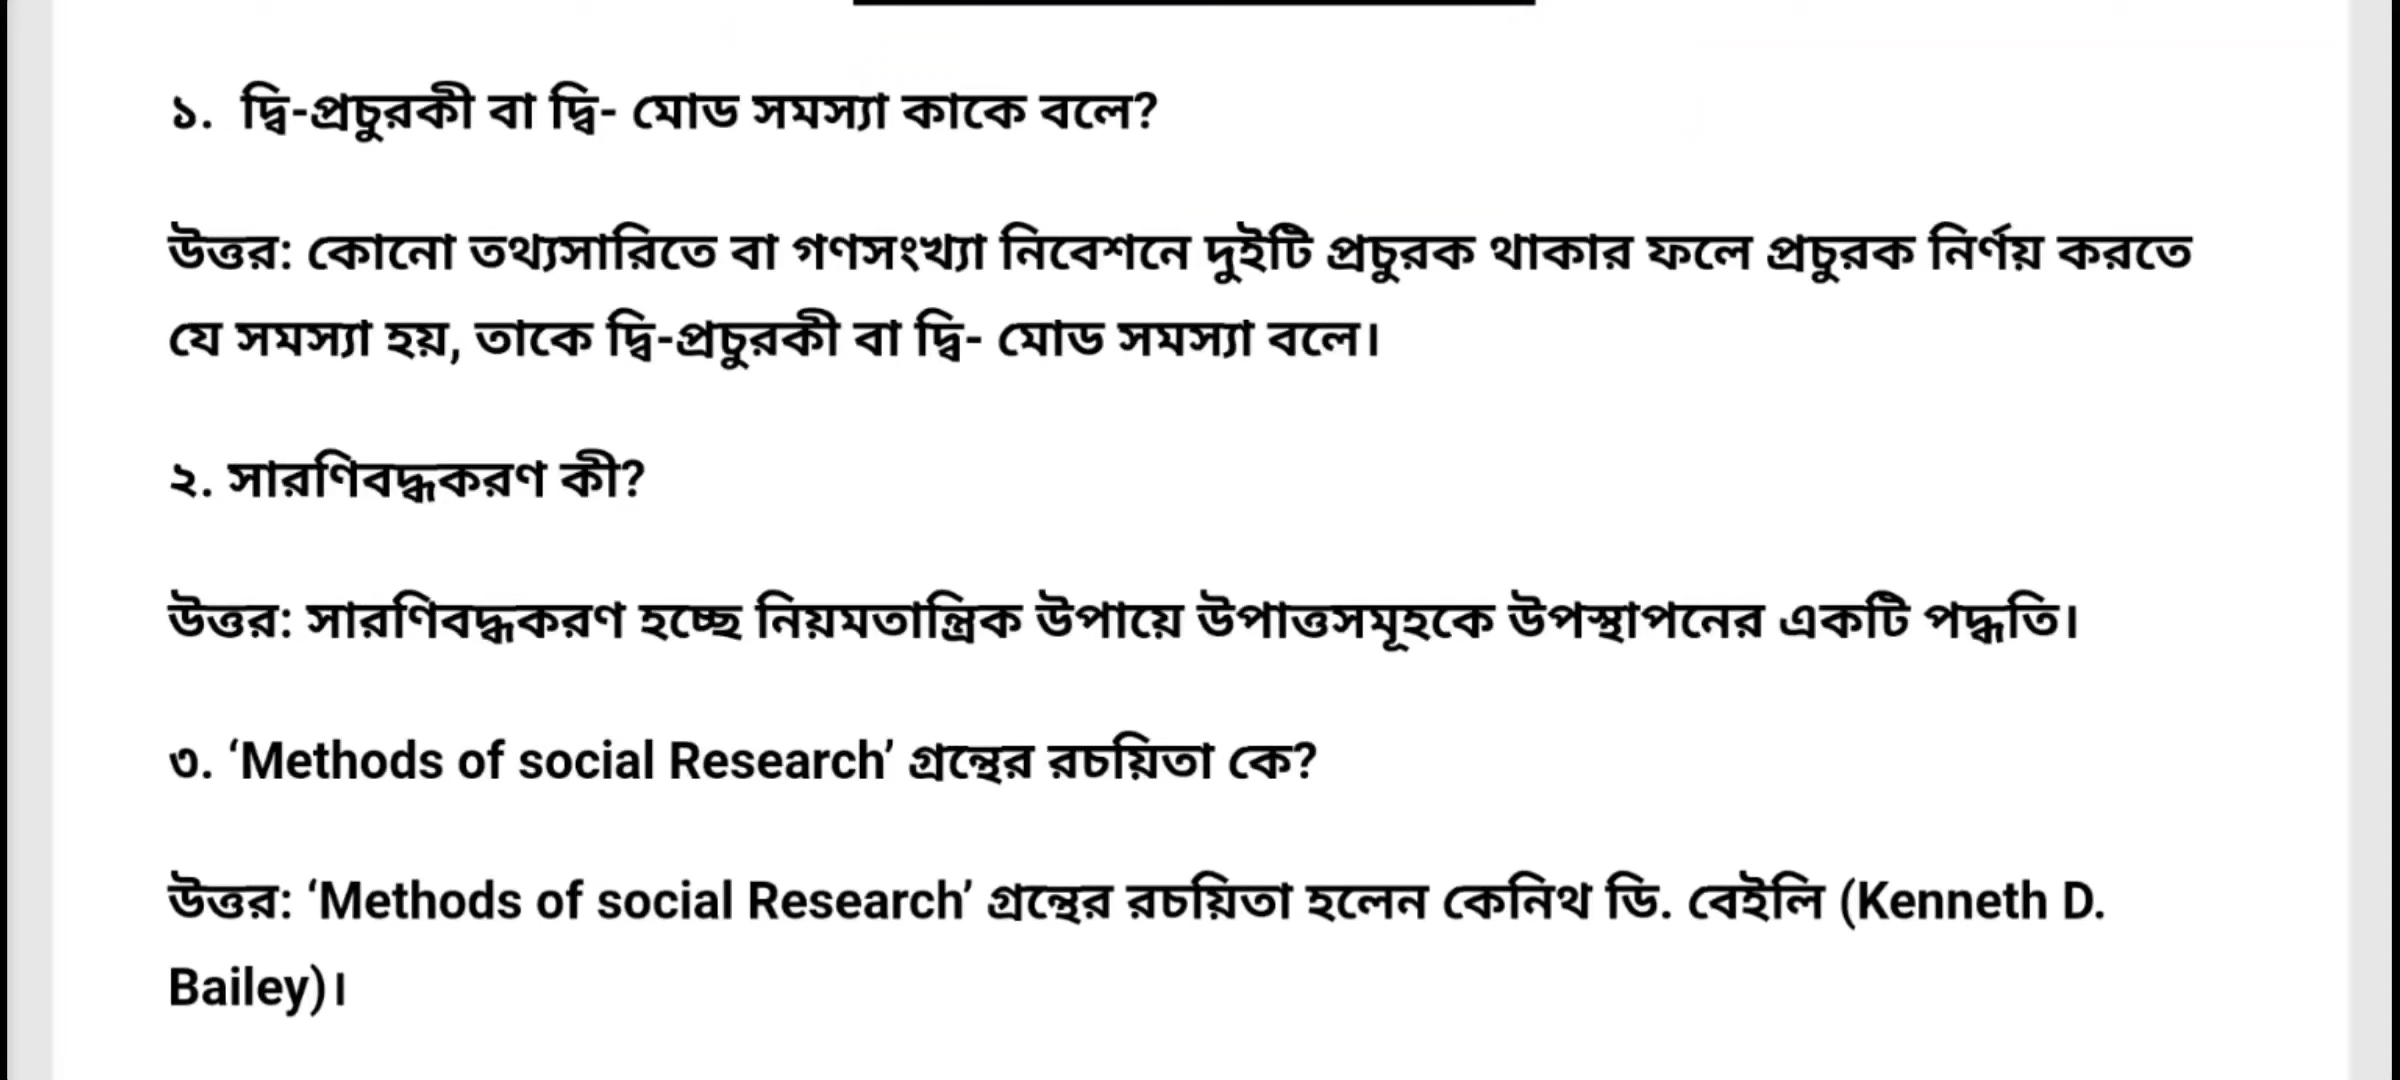 ১. দ্বি-প্রচুরকী বা দ্বি- মোড সমস্যা কাকে বলে?
উত্তর: কোনো তথ্যসারিতে বা গণসংখ্যা নিবেশনে দুইটি প্রচুরক থাকার ফলে প্রচুরক নির্ণয় করতে
যে সমস্যা হয়, তাকে দ্বি-প্রচুরকী বা দ্বি- মোড সমস্যা বলে।
২. সারণিবদ্ধকরণ কী?
উত্তর: সারণিবদ্ধকরণ হচ্ছে নিয়মতান্ত্রিক উপায়ে উপাত্তসমূহকে উপস্থাপনের একটি পদ্ধতি।
৩. ‘Methods of social Research’ গ্রন্থের রচয়িতা কে?
উত্তর: ‘Methods of social Research’ গ্রন্থের রচয়িতা হলেন কেনিথ ডি. বেইলি (Kenneth D.
Bailey)।